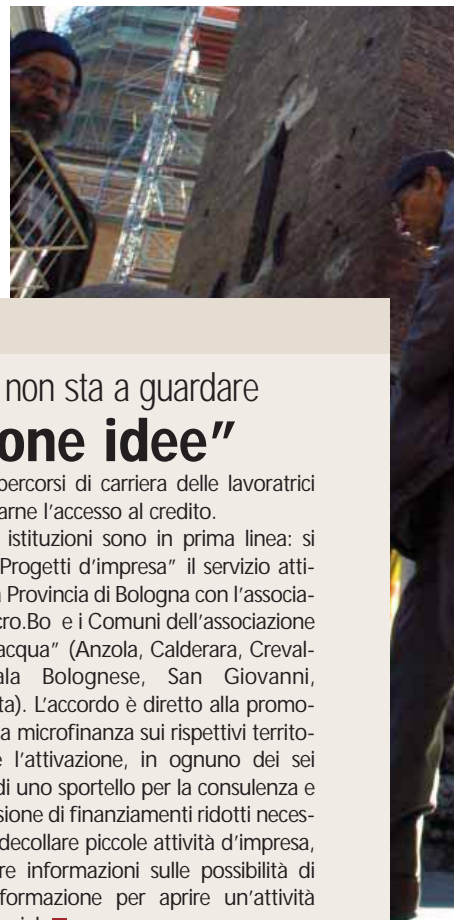 non sta a guardare
one idee”
percorsi di carriera delle lavoratrici
arne l’accesso al credito.
istituzioni sono in prima linea: si
Progetti d’impresa” il servizio atti-
Provincia di Bologna con l’associa-
cro.Bo e i Comuni dell’associazione
acqua” (Anzola, Calderara, Creval-
ala Bolognese, San Giovanni,
ta). L’accordo è diretto alla promo-
a microfinanza sui rispettivi territo-
e l’attivazione, in ognuno dei sei
di uno sportello per la consulenza e
sione di finanziamenti ridotti neces-
decollare piccole attività d’impresa,
re informazioni sulle possibilità di
formazione per aprire un’attività